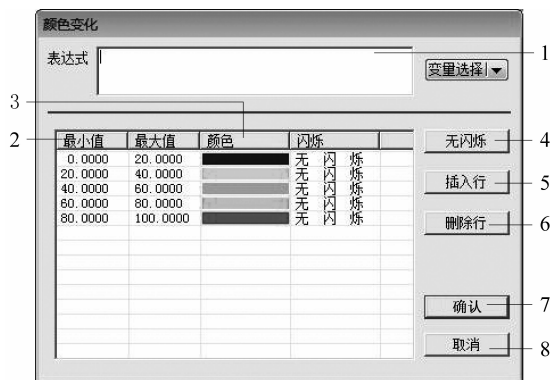 颜色变化
表达式
1
变量选择
3
2
最小值 最大值 颜色 闪烁
无闪烁
4
0.0000 20.0000 无 闪 烁
20.0000 40.0000 无 闪 烁
40.0000 60.0000 无 闪 烁
60.0000 80.0000 无 闪 烁
80.0000 100.0000 无 闪 烁
插入行
5
删除行
6
确认
7
取消
8